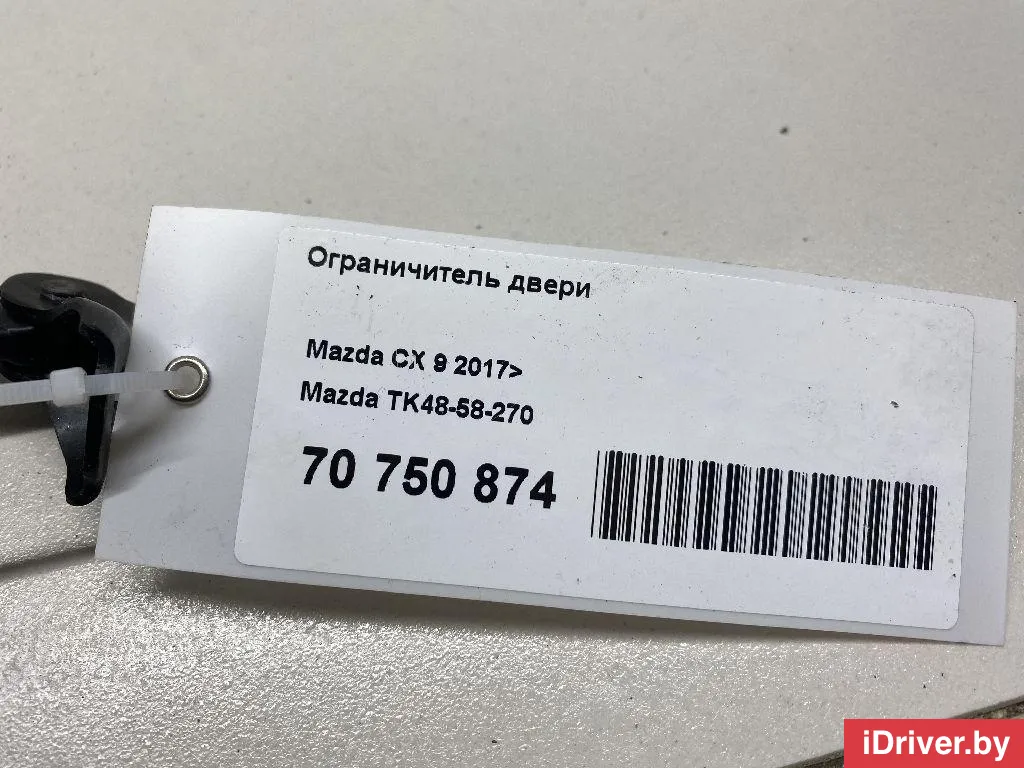 Ограничитель двери
Mazda CX 9 2017>
Mazda TK48-58-270
70 750 874
iDriver.by